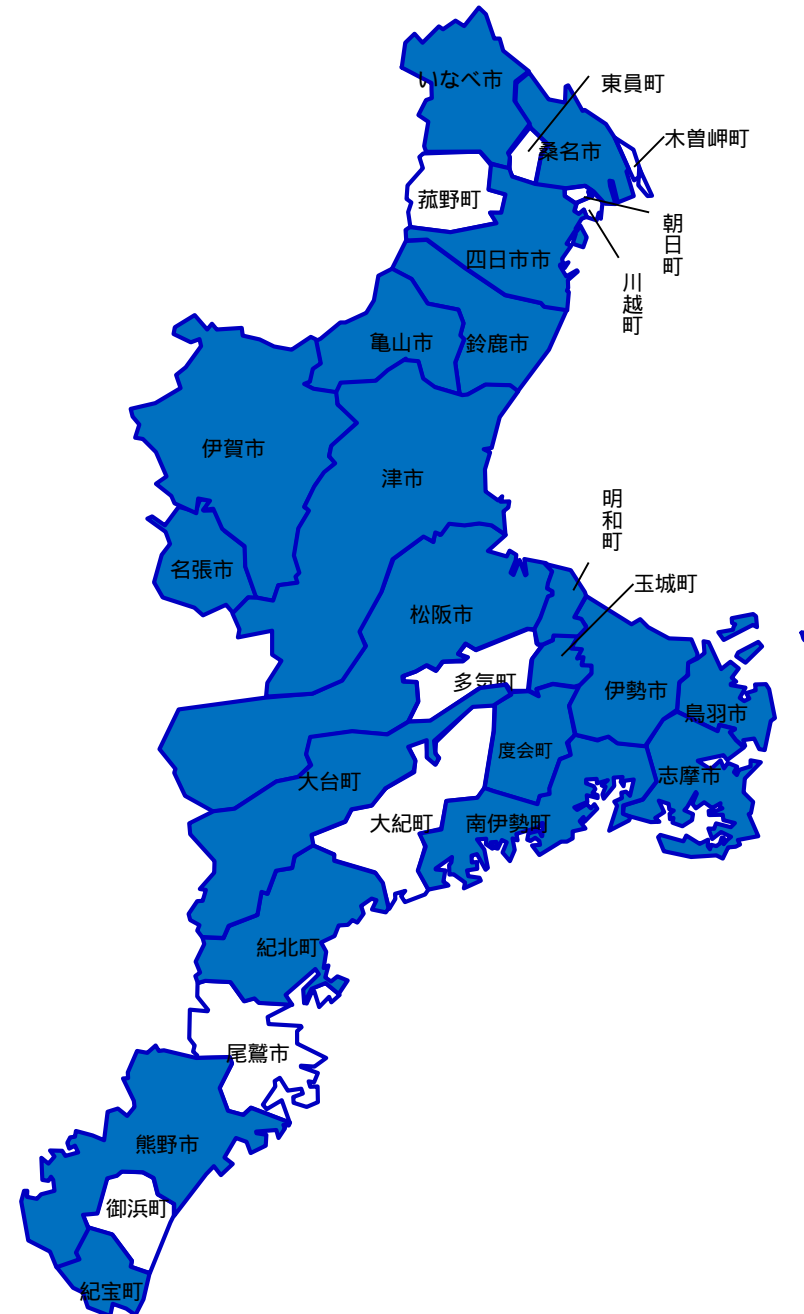 いなべ市
東員町
桑名市
木曽岬町
菰野町
朝日町
四日市市
川越町
亀山市
鈴鹿市
伊賀市
津市
明和町
名張市
玉城町
松阪市
多気町
伊勢市
鳥羽市
度会町
志摩市
大台町
大紀町
南伊勢町
紀北町
尾鷲市
熊野市
御浜町
紀宝町